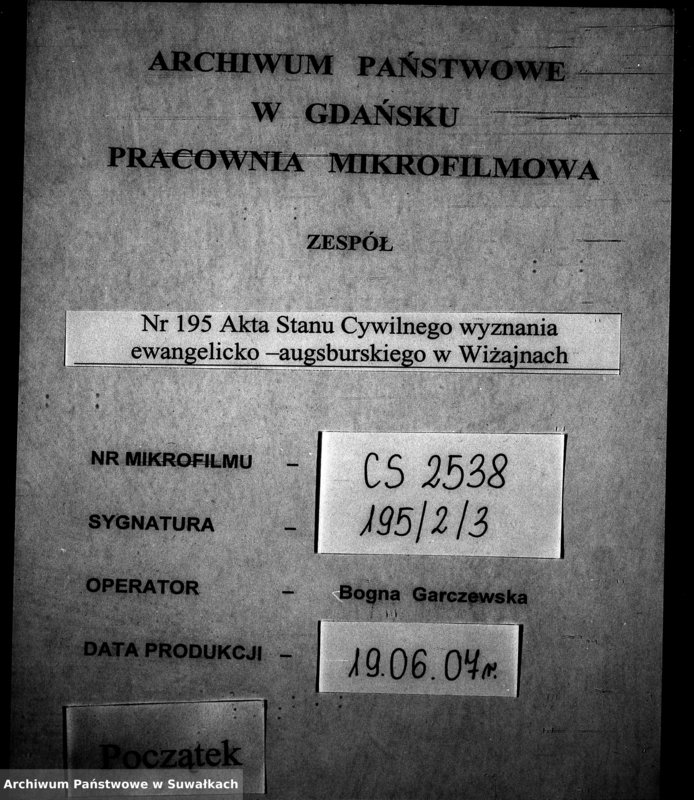 ARCHIWUM PAŃSTWOWE
W GDAŃSKU
PRACOWNIA MIKROFILMOWA
ZESPÓŁ
Nr 195 Akta Stanu Cywilnego wyznania
ewangelicko –augsburskiego w Wiżajnach
NR MIKROFILMU – CS 2538
SYGNATURA – 195/2/3
OPERATOR – Bogna Garczewska
DATA PRODUKCJI – 19.06.07r.
Początek
Archiwum Państwowe w Suwałkach